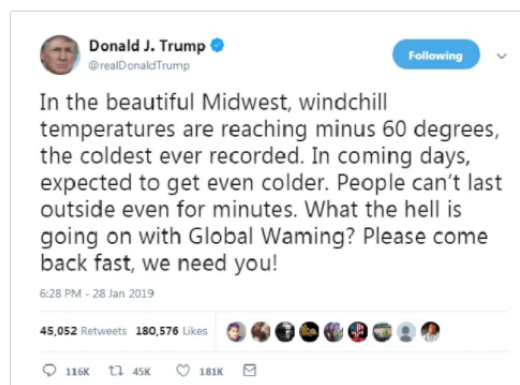 Donald J. Trump
@realDonaldTrump
Following
In the beautiful Midwest, windchill
temperatures are reaching minus 60 degrees,
the coldest ever recorded. In coming days,
expected to get even colder. People can't last
outside even for minutes. What the hell is
going on with Global Waming? Please come
back fast, we need you!
6:28 PM - 28 Jan 2019
45,052 Retweets 180,576 Likes
116K 45K 181K